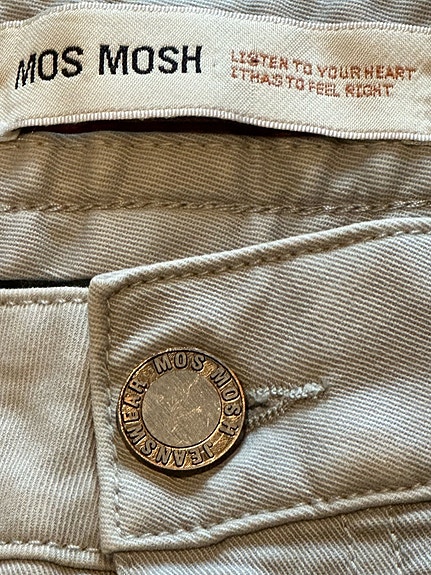 MOS MOSH
LISTEN TO YOUR HEART
IT HAS TO FEEL RIGHT
MOS MOSH JEANSWEAR